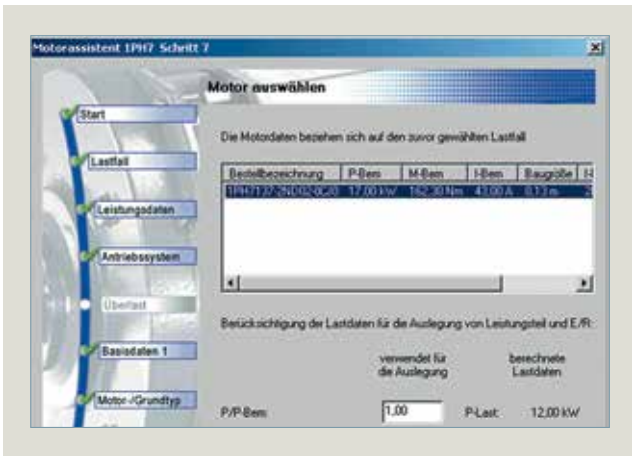 Motorassistent 1PH7 Schritt 7
Motor auswählen
Start
Lastfall
Leistungsdaten
Antriebssystem
Überlast
Basisdaten 1
Motor-/Grundtyp
Die Motordaten beziehen sich auf den zuvor gewählten Lastfall
Bestellbezeichnung P-Bem M-Bem I-Bem Baugröße
17,00 kW 162,30 Nm 43,00 A 0,13 m
Berücksichtigung der Lastdaten für die Auslegung von Leistungsteil und E/R:
verwendet für die Auslegung
berechnete Lastdaten
P/P-Bem: 1,00 P-Last: 12,00 kW